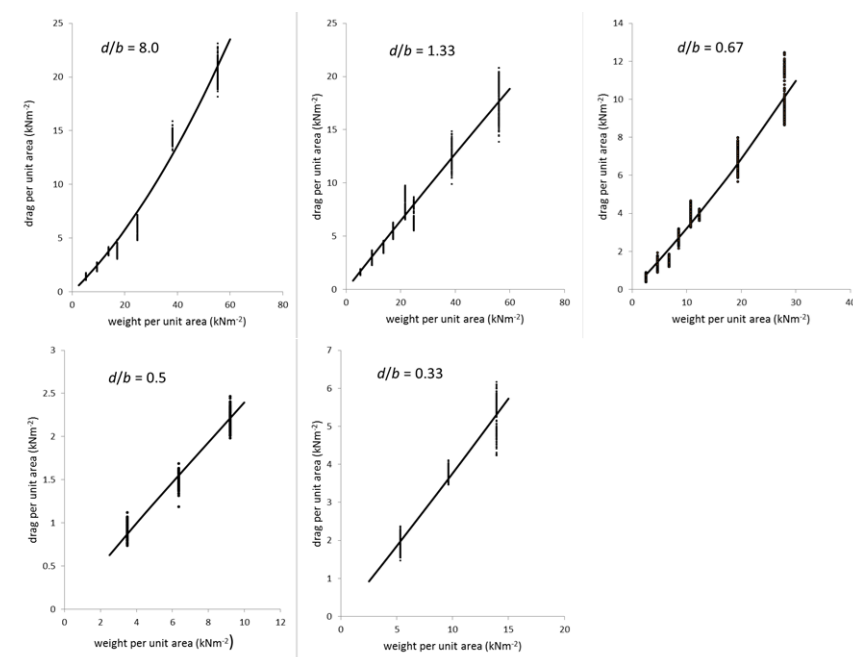 d/b = 8.0
drag per unit area (kNm-2)
25
20
15
10
5
0
0 20 40 60 80
weight per unit area (kNm-2)
d/b = 1.33
drag per unit area (kNm-2)
25
20
15
10
5
0
0 20 40 60 80
weight per unit area (kNm-2)
d/b = 0.67
drag per unit area (kNm-2)
14
12
10
8
6
4
2
0
0 10 20 30 40
weight per unit area (kNm-2)
d/b = 0.5
drag per unit area (kNm-2)
3
2.5
2
1.5
1
0.5
0
0 2 4 6 8 10 12
weight per unit area (kNm-2)
d/b = 0.33
drag per unit area (kNm-2)
7
6
5
4
3
2
1
0
0 5 10 15 20
weight per unit area (kNm-2)